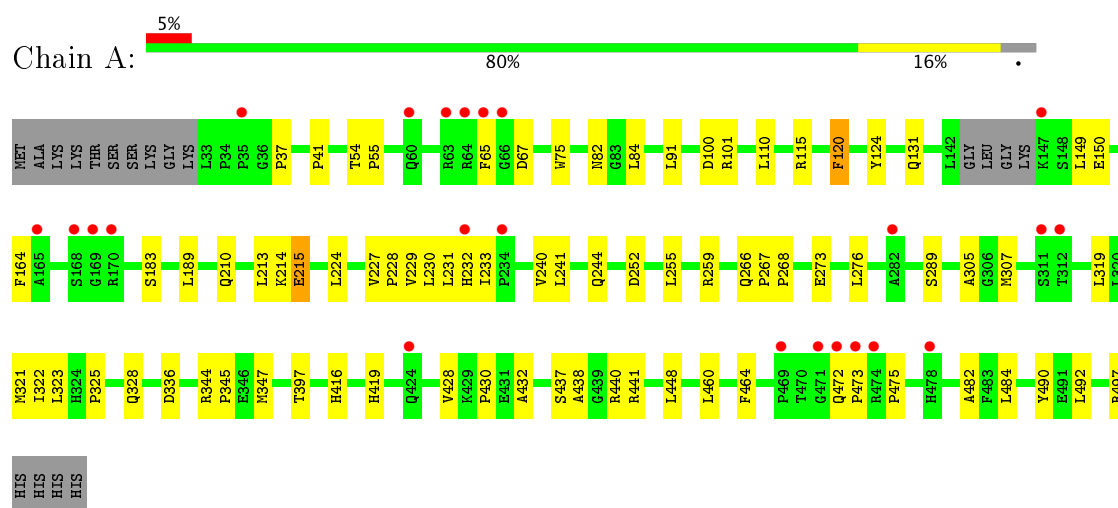 5%
Chain A:
80% 16% •
MET ALA LYS LYS THR SER SER LYS GLY LYS L33 P34 P35 G36 P37 P41 T54 P55 Q60 R63 R64 F65 G66 D67 W75 N82 G83 L84 L91 D100 R101 L110 R115 F120 Y124 Q131 L142 GLY LEU GLY LYS K147 S148 L149 E150
F164 A165 S168 G169 R170 S183 L189 Q210 L213 K214 E215 L224 V227 P228 V229 L230 L231 H232 I233 P234 V240 L241 Q244 D252 L255 R259 Q266 P267 P268 E273 L276 A282 S289 A305 G306 M307 S311 T312 L319
M321 I322 L323 H324 P325 Q328 D336 R344 P345 E346 M347 T397 H416 H419 Q424 V428 K429 P430 E431 A432 S437 A438 G439 R440 R441 L448 L460 F464 P469 T470 G471 Q472 P473 R474 P475 H478 A482 F483 L484 Y490 E491 L492
HIS HIS HIS HIS